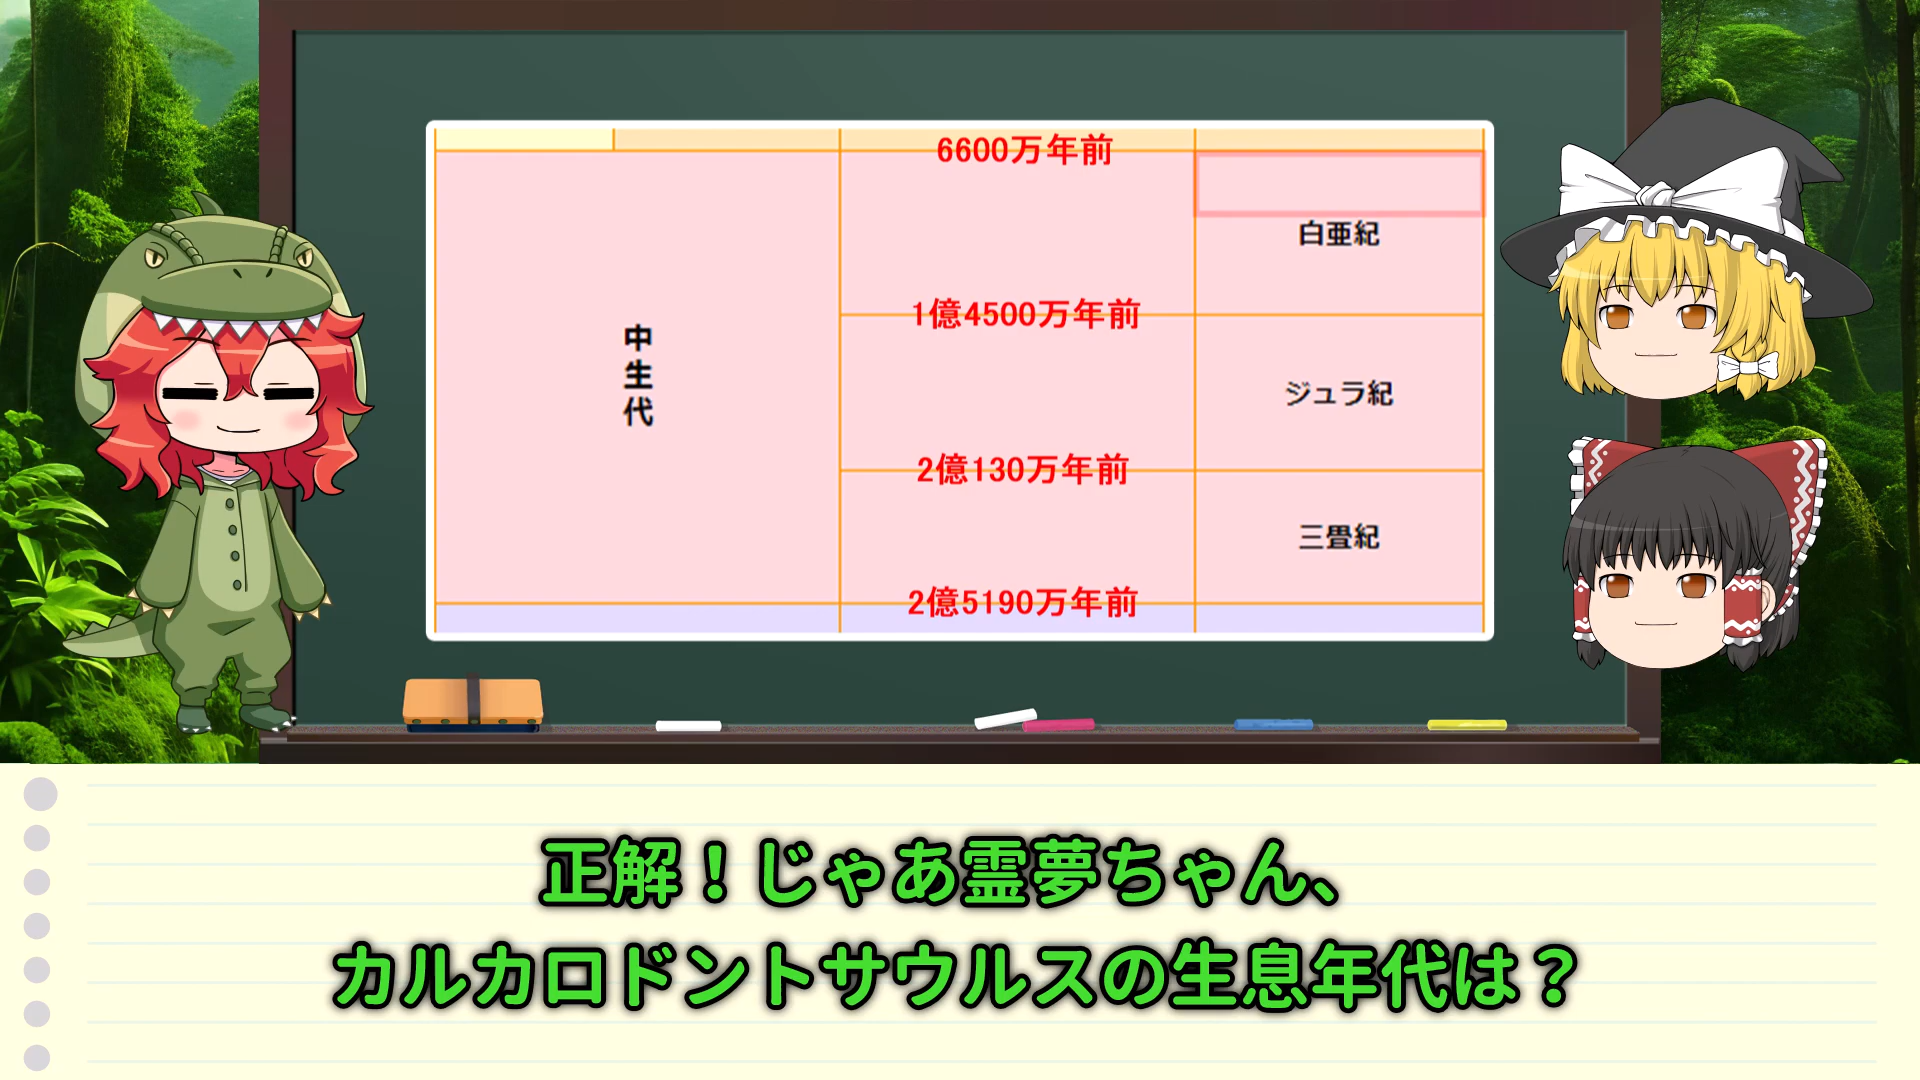 6600万年前
白亜紀
1億4500万年前
中生代
ジュラ紀
2億130万年前
三畳紀
2億5190万年前
正解！じゃあ霊夢ちゃん、
カルカロドントサウルスの生息年代は？